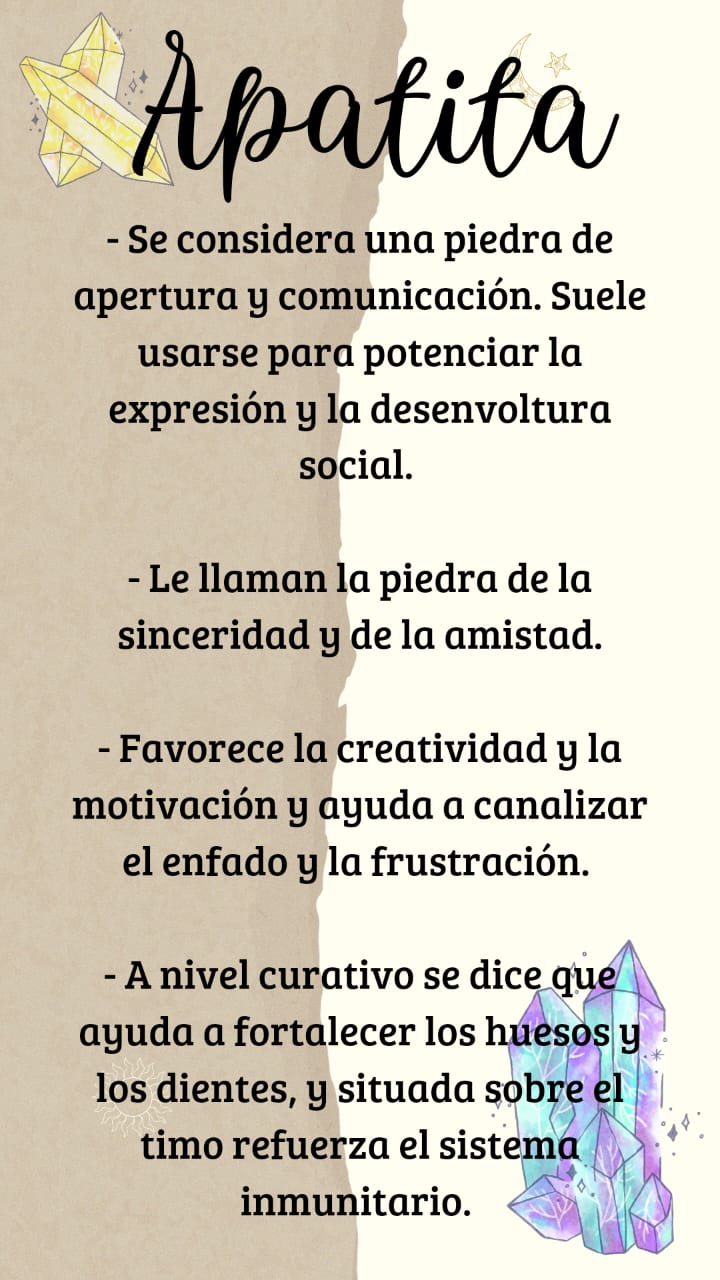 Apatita
- Se considera una piedra de
apertura y comunicación. Suele
usarse para potenciar la
expresión y la desenvoltura
social.
- Le llaman la piedra de la
sinceridad y de la amistad.
- Favorece la creatividad y la
motivación y ayuda a canalizar
el enfado y la frustración.
- A nivel curativo se dice que
ayuda a fortalecer los huesos y
los dientes, y situada sobre el
timo refuerza el sistema
inmunitario.